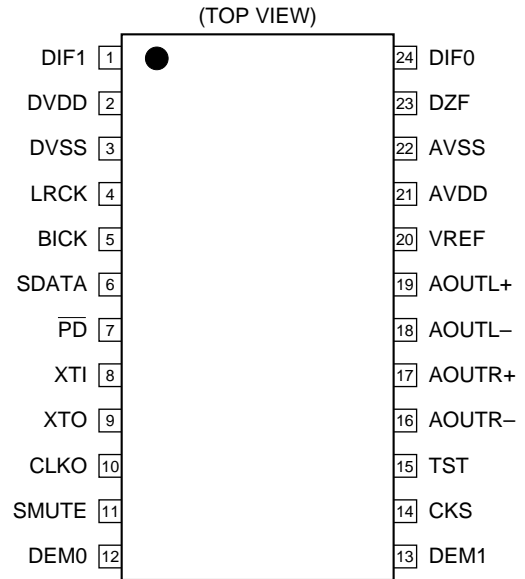 (TOP VIEW)
DIF1 1 24 DIF0
DVDD 2 23 DZF
DVSS 3 22 AVSS
LRCK 4 21 AVDD
BICK 5 20 VREF
SDATA 6 19 AOUTL+
P̅D̅ 7 18 AOUTL–
XTI 8 17 AOUTR+
XTO 9 16 AOUTR–
CLKO 10 15 TST
SMUTE 11 14 CKS
DEM0 12 13 DEM1